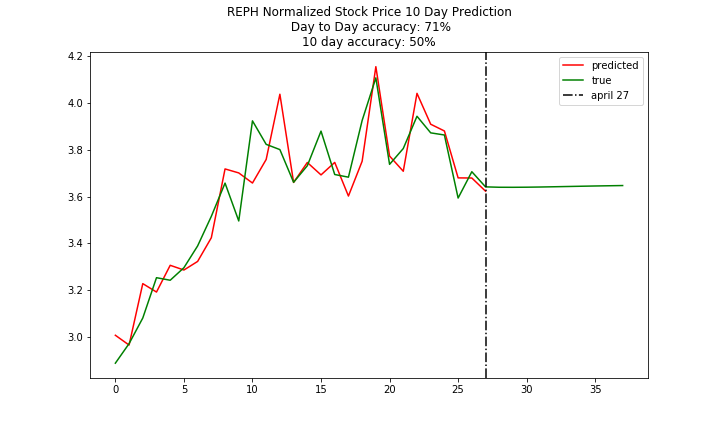 REPH Normalized Stock Price 10 Day Prediction
Day to Day accuracy: 71%
10 day accuracy: 50%
predicted
true
april 27
4.2
4.0
3.8
3.6
3.4
3.2
3.0
0 5 10 15 20 25 30 35